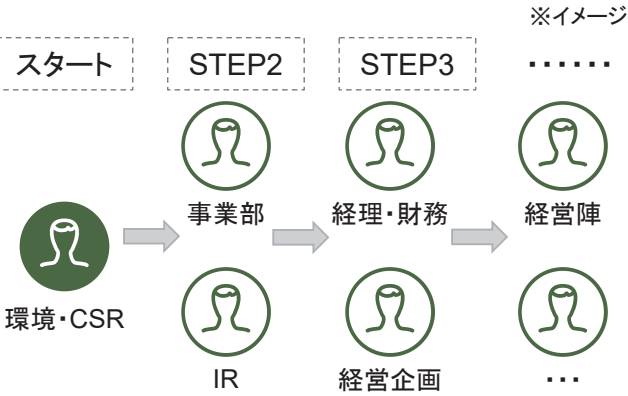 ※イメージ
スタート
STEP2
STEP3
・・・・・・
事業部
経理・財務
経営陣
環境・CSR
IR
経営企画
・・・